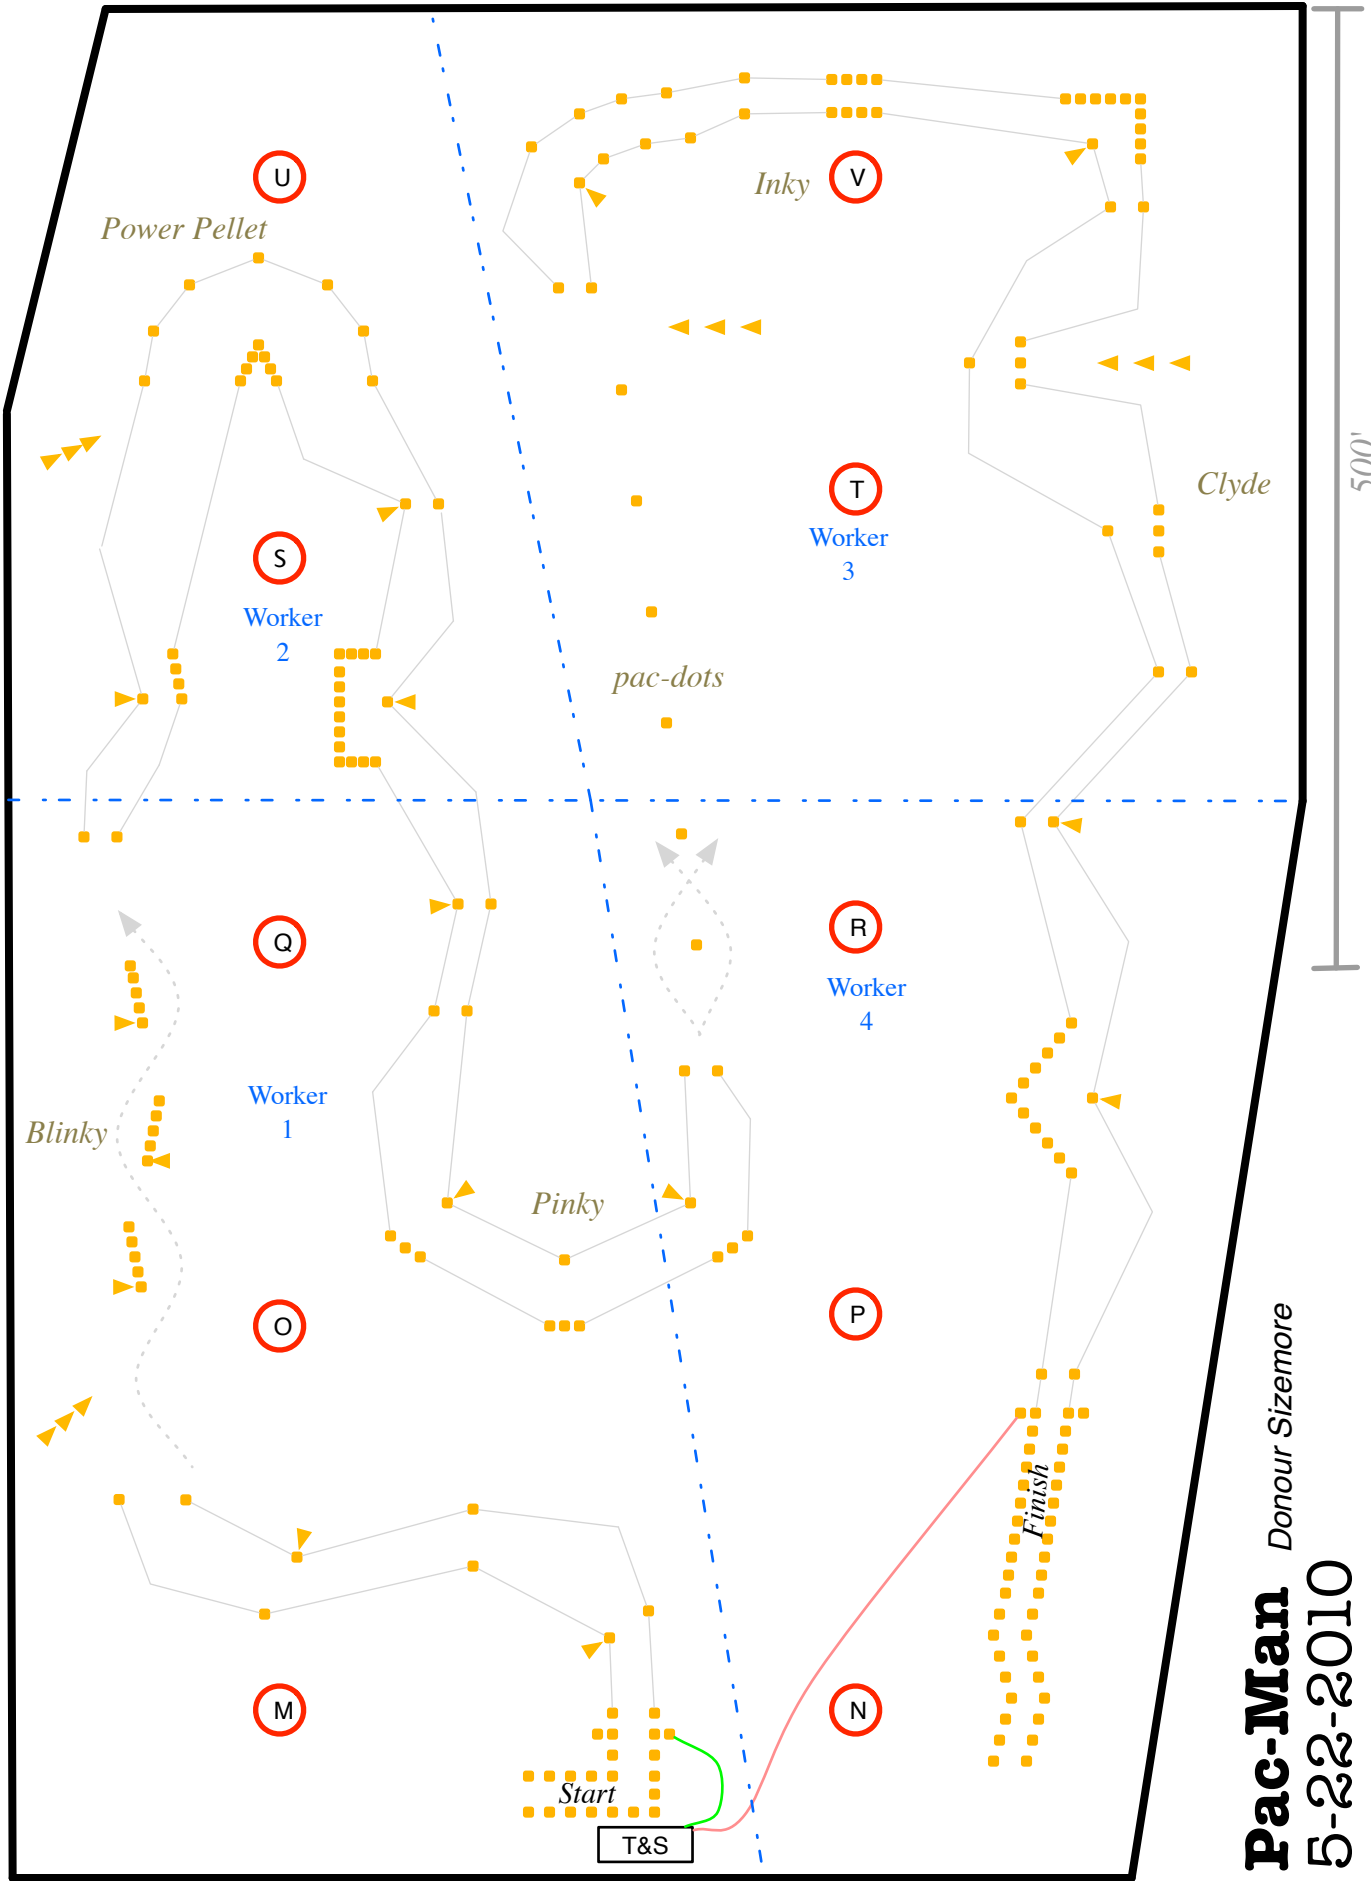 U
V
Inky
Power Pellet
500'
T
Clyde
Worker
3
S
Worker
2
pac-dots
Q
R
Worker
4
Worker
1
Blinky
Pinky
O
P
Finish
M
N
Start
T&S
Pac-Man Donour Sizemore
5-22-2010